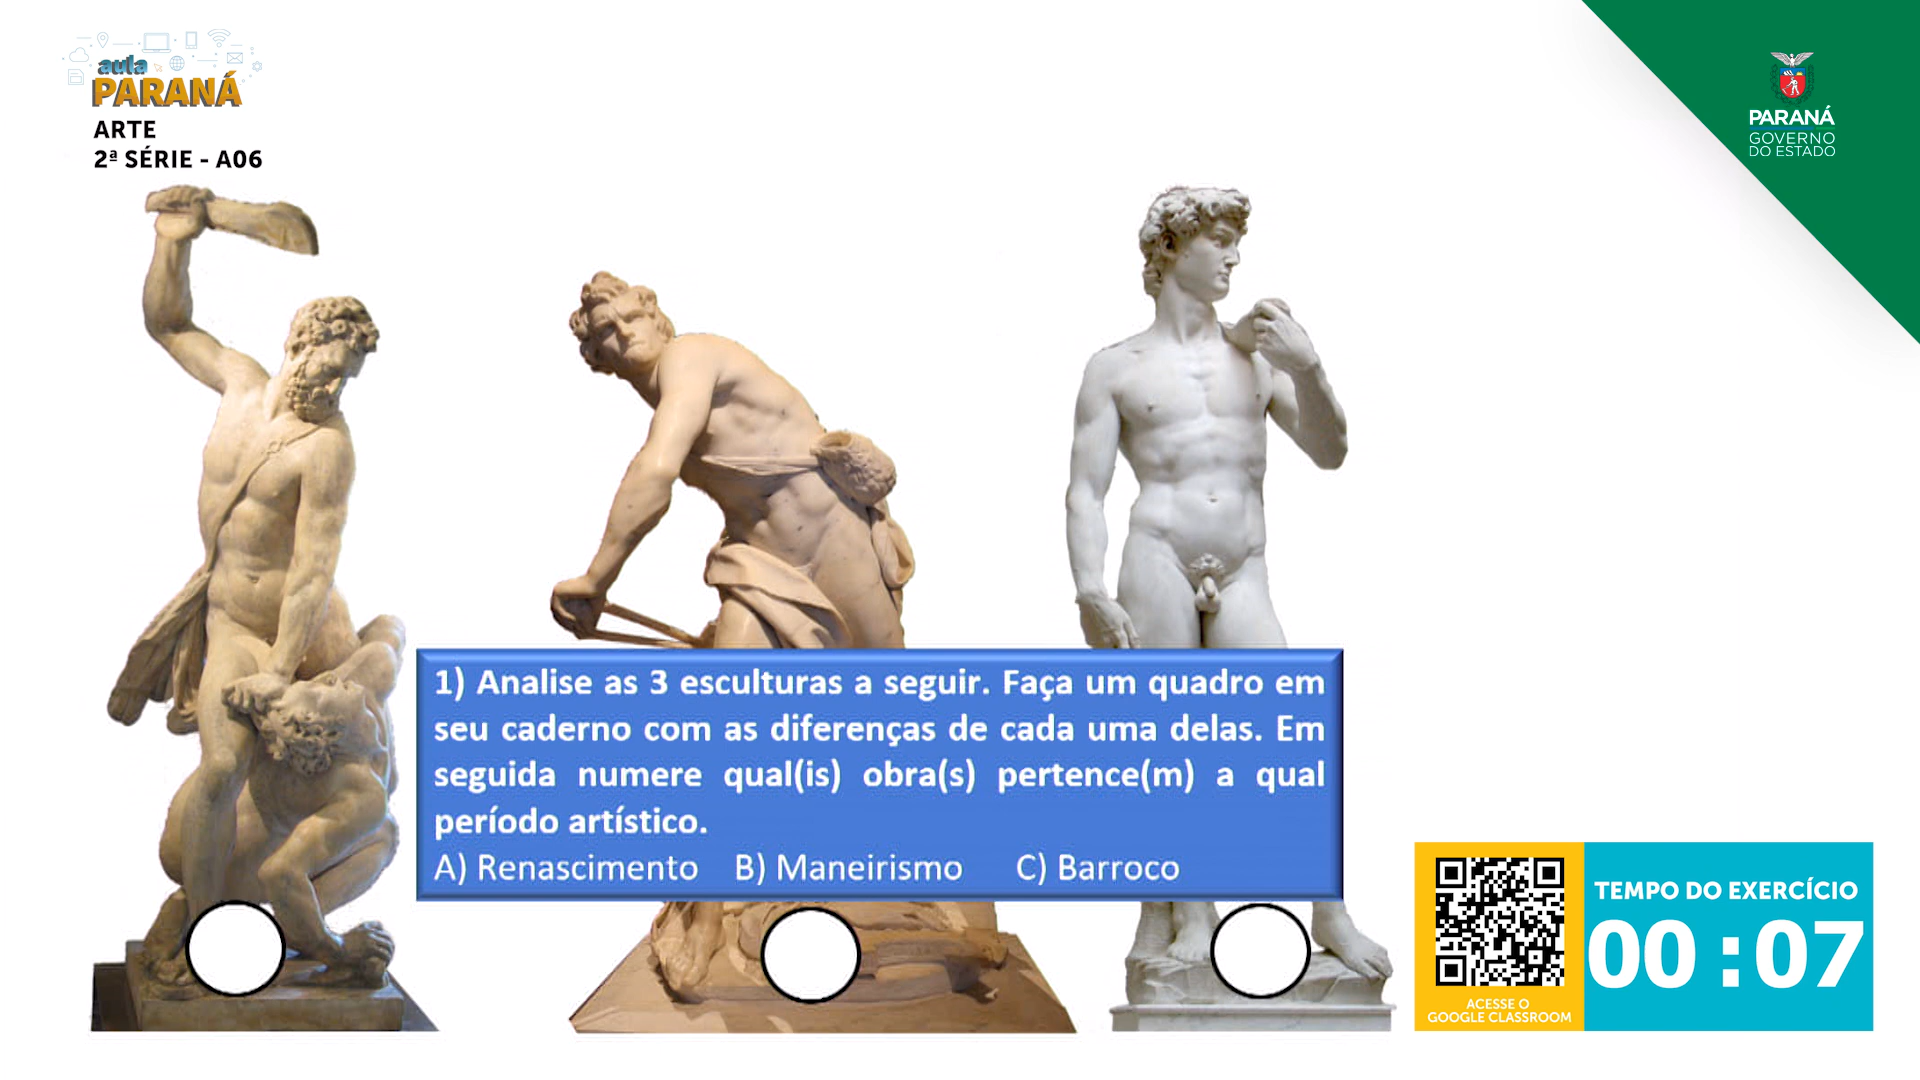 aula
PARANÁ
ARTE
2ª SÉRIE - A06
PARANÁ
GOVERNO
DO ESTADO
1) Analise as 3 esculturas a seguir. Faça um quadro em
seu caderno com as diferenças de cada uma delas. Em
seguida numere qual(is) obra(s) pertence(m) a qual
período artístico.
A) Renascimento B) Maneirismo C) Barroco
TEMPO DO EXERCÍCIO
00 : 07
ACESSE O
GOOGLE CLASSROOM